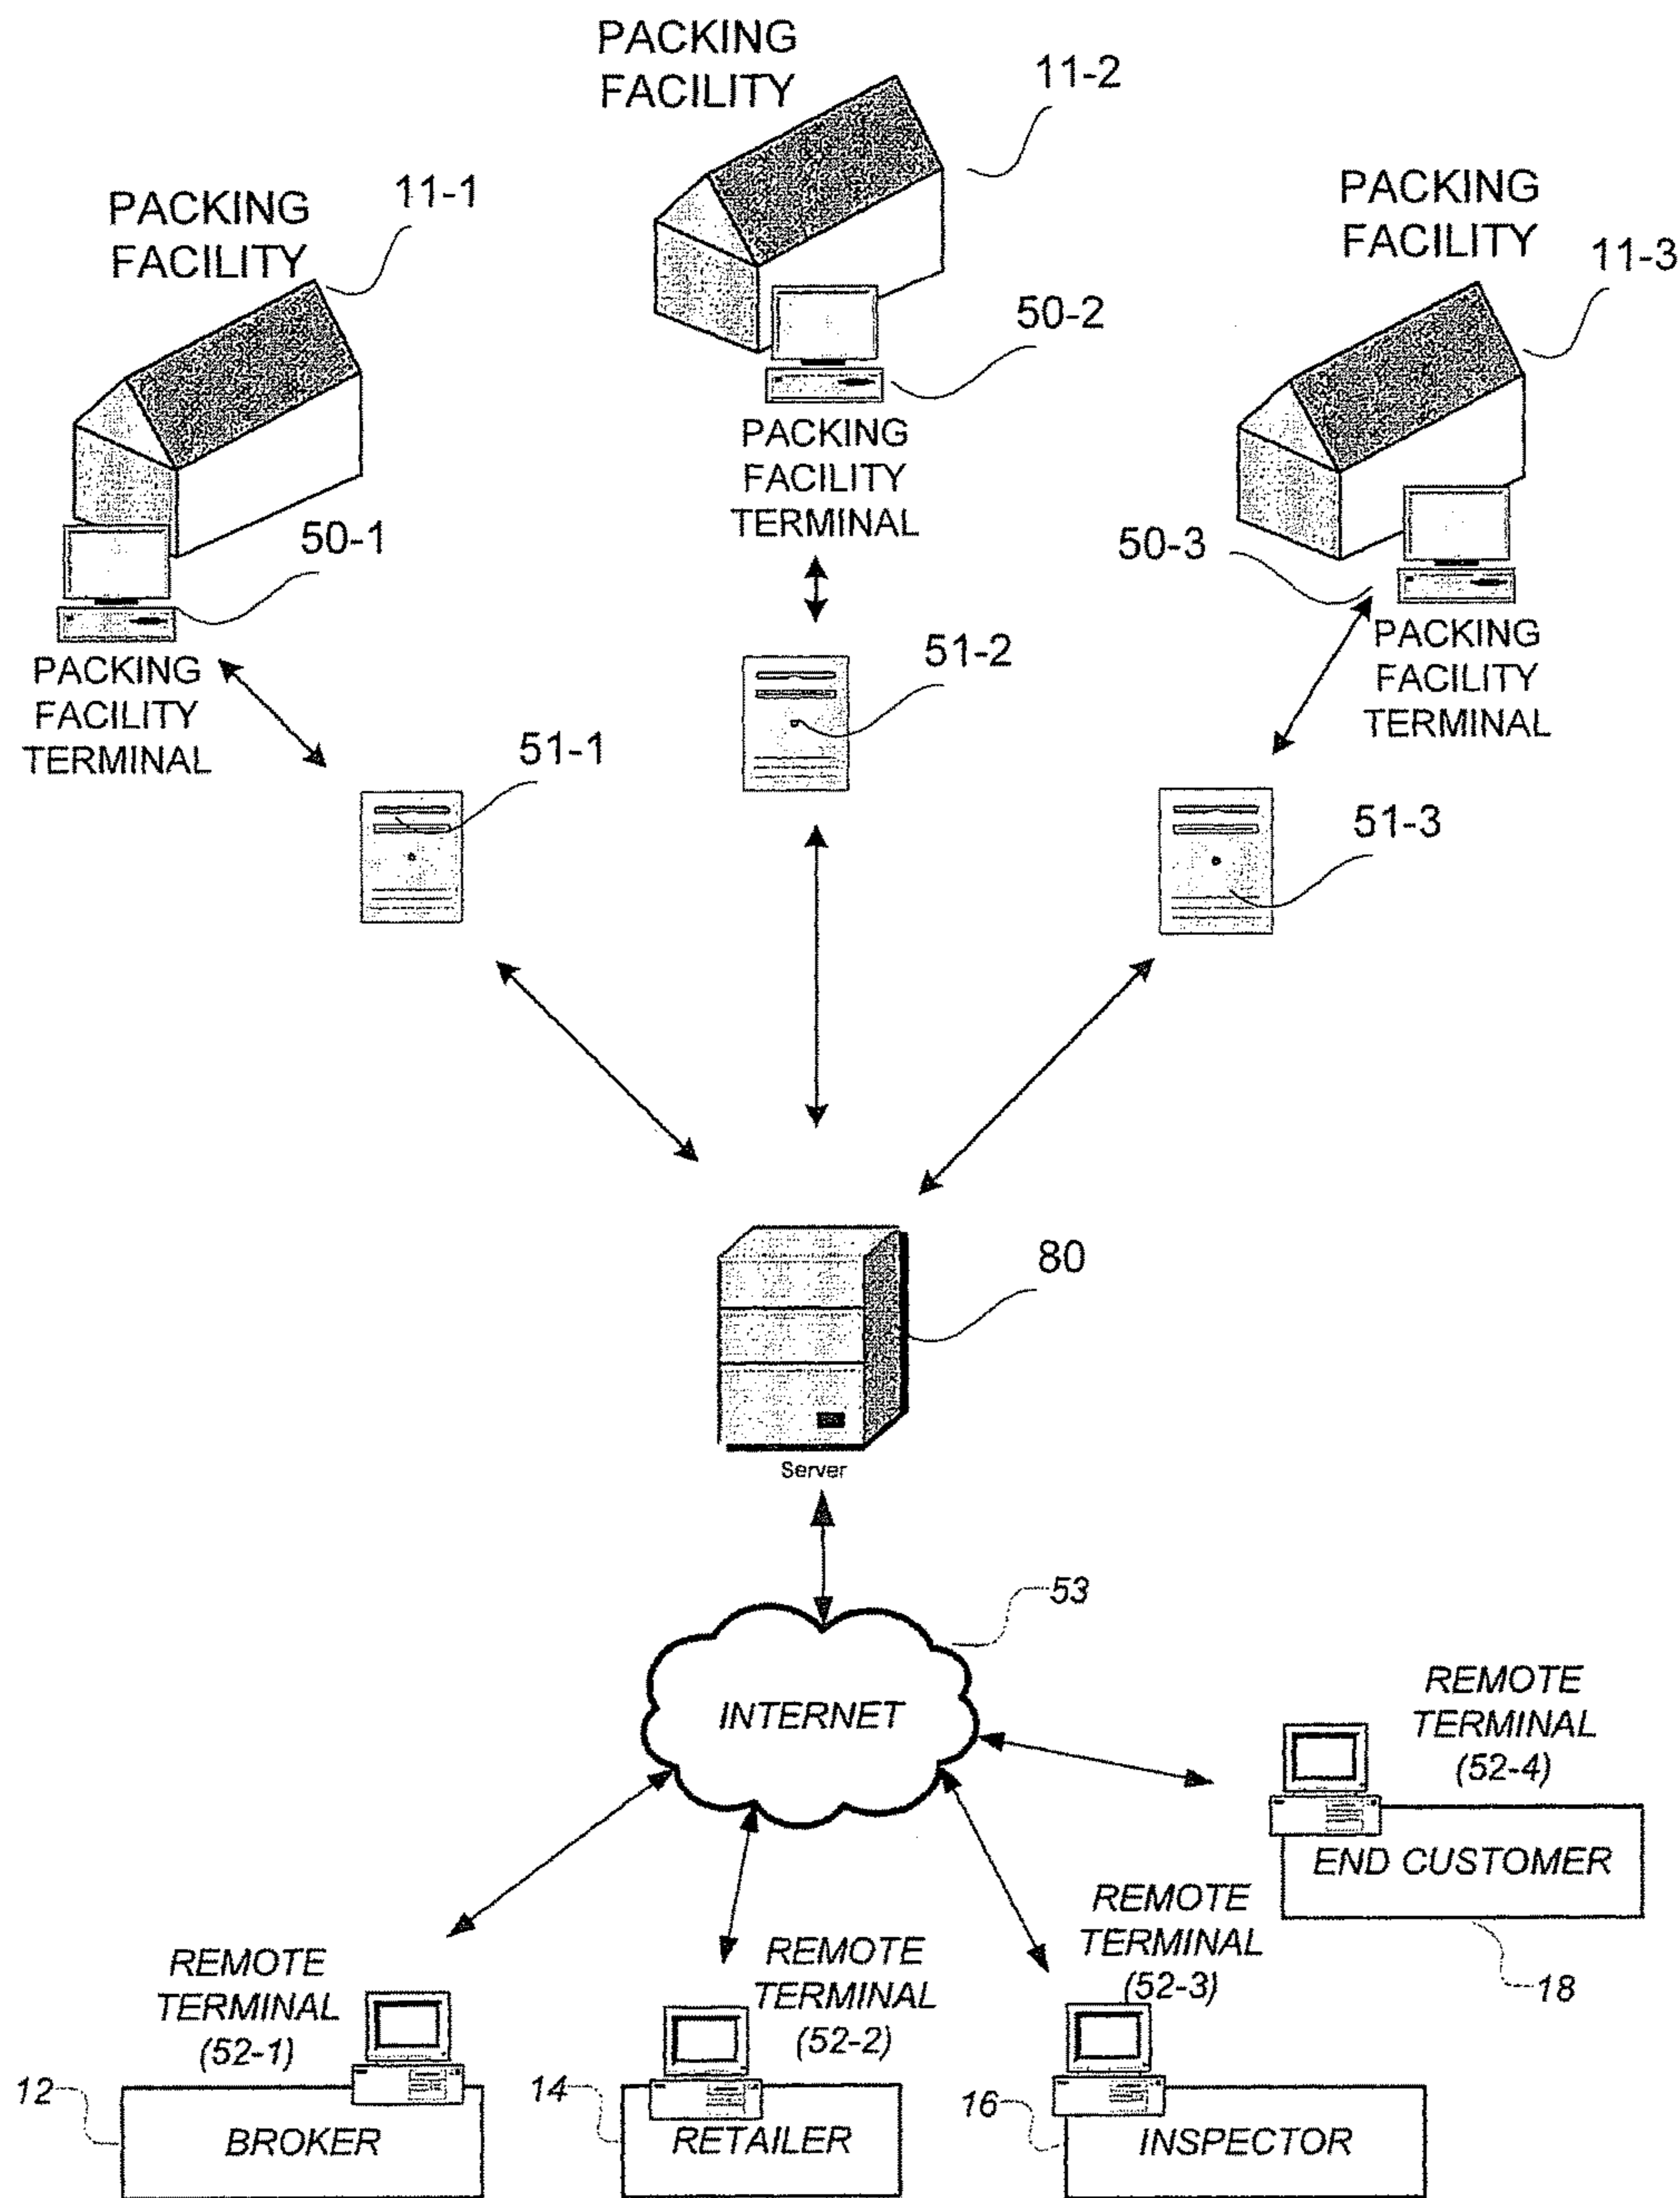 PACKING
FACILITY
11-2
PACKING
FACILITY
11-1
PACKING
FACILITY
11-3
50-2
PACKING
FACILITY
TERMINAL
50-1
50-3
PACKING
FACILITY
TERMINAL
PACKING
FACILITY
TERMINAL
51-2
51-1
51-3
80
Server
53
INTERNET
REMOTE
TERMINAL
(52-4)
END CUSTOMER
18
REMOTE
TERMINAL
(52-1)
12
BROKER
REMOTE
TERMINAL
(52-2)
14
RETAILER
REMOTE
TERMINAL
(52-3)
16
INSPECTOR